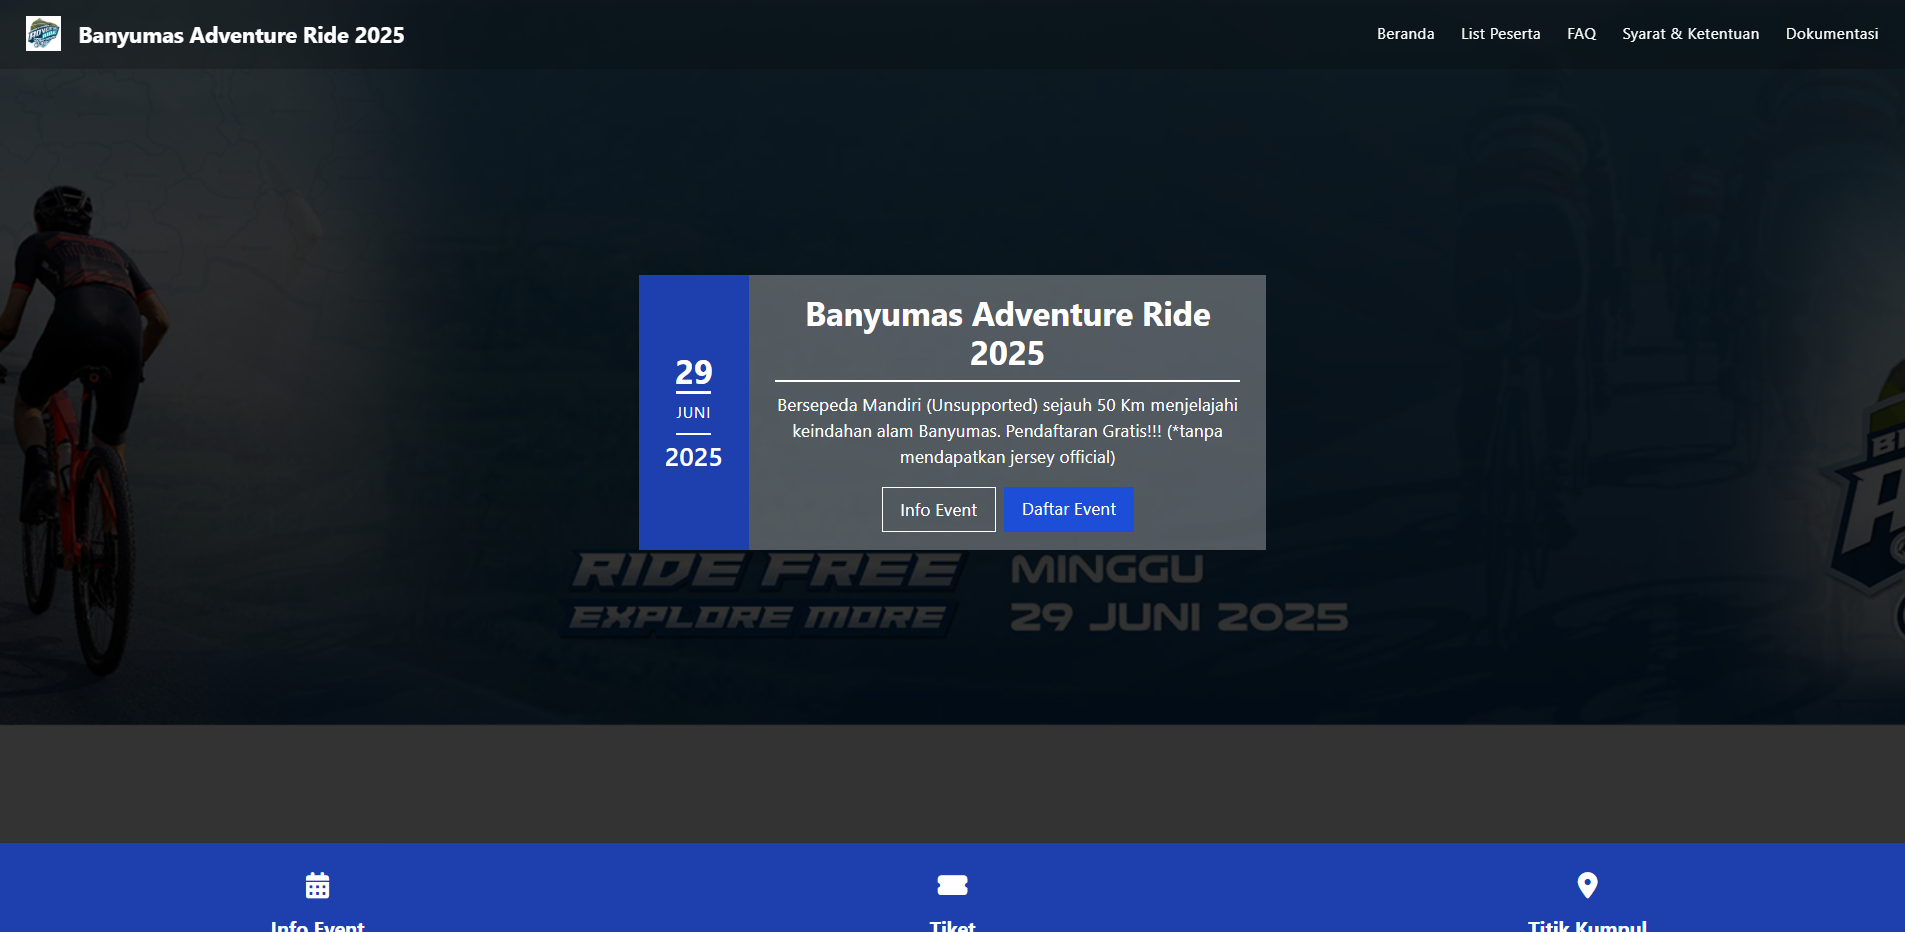 Banyumas Adventure Ride 2025
Beranda
List Peserta
FAQ
Syarat & Ketentuan
Dokumentasi
29
JUNI
2025
Banyumas Adventure Ride
2025
Bersepeda Mandiri (Unsupported) sejauh 50 Km menjelajahi
keindahan alam Banyumas. Pendaftaran Gratis!!! (*tanpa
mendapatkan jersey official)
Info Event
Daftar Event
RIDE FREE
EXPLORE MORE
MINGGU
29 JUNI 2025
Info Event
Tiket
Titik Kumpul